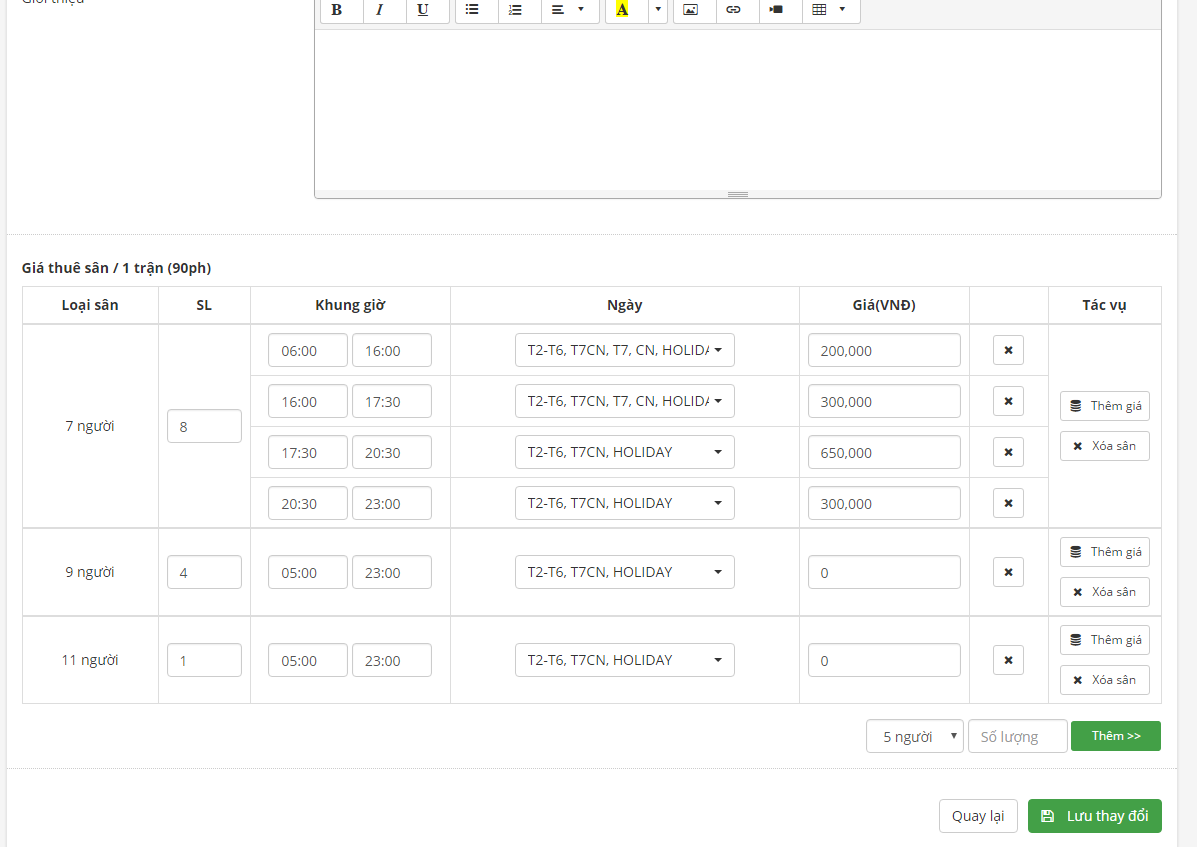 B I U A
Giá thuê sân / 1 trận (90ph)
Loại sân SL Khung giờ Ngày Giá(VNĐ) Tác vụ
7 người 8
06:00 16:00 T2-T6, T7CN, T7, CN, HOLIDA 200,000
16:00 17:30 T2-T6, T7CN, T7, CN, HOLIDA 300,000
17:30 20:30 T2-T6, T7CN, HOLIDAY 650,000
20:30 23:00 T2-T6, T7CN, HOLIDAY 300,000
Thêm giá
Xóa sân
9 người 4 05:00 23:00 T2-T6, T7CN, HOLIDAY 0
Thêm giá
Xóa sân
11 người 1 05:00 23:00 T2-T6, T7CN, HOLIDAY 0
Thêm giá
Xóa sân
5 người Số lượng Thêm >>
Quay lại Lưu thay đổi